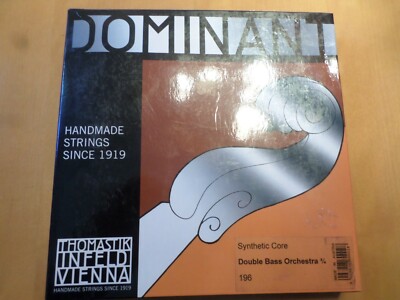 DOMINANT
HANDMADE
STRINGS
SINCE 1919
THOMASTIK
INFELD
VIENNA
HANDMADE STRINGS SINCE 1919
Synthetic Core
Double Bass Orchestra ¾
196